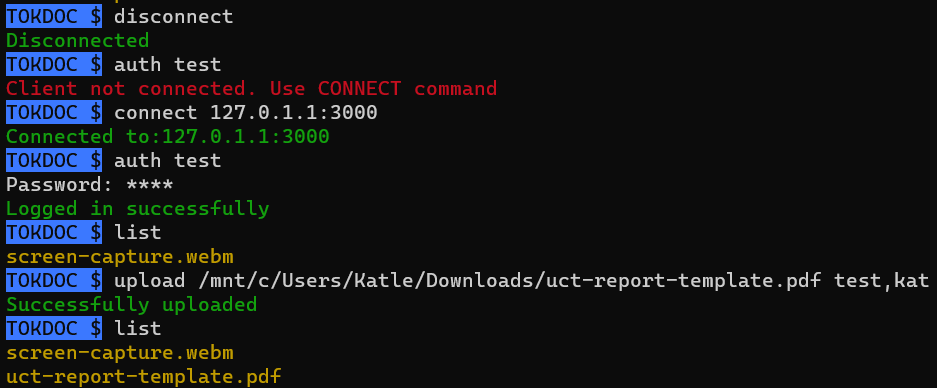 TOKDOC $ disconnect
Disconnected
TOKDOC $ auth test
Client not connected. Use CONNECT command
TOKDOC $ connect 127.0.1.1:3000
Connected to:127.0.1.1:3000
TOKDOC $ auth test
Password: ****
Logged in successfully
TOKDOC $ list
screen-capture.webm
TOKDOC $ upload /mnt/c/Users/Katle/Downloads/uct-report-template.pdf test,kat
Successfully uploaded
TOKDOC $ list
screen-capture.webm
uct-report-template.pdf